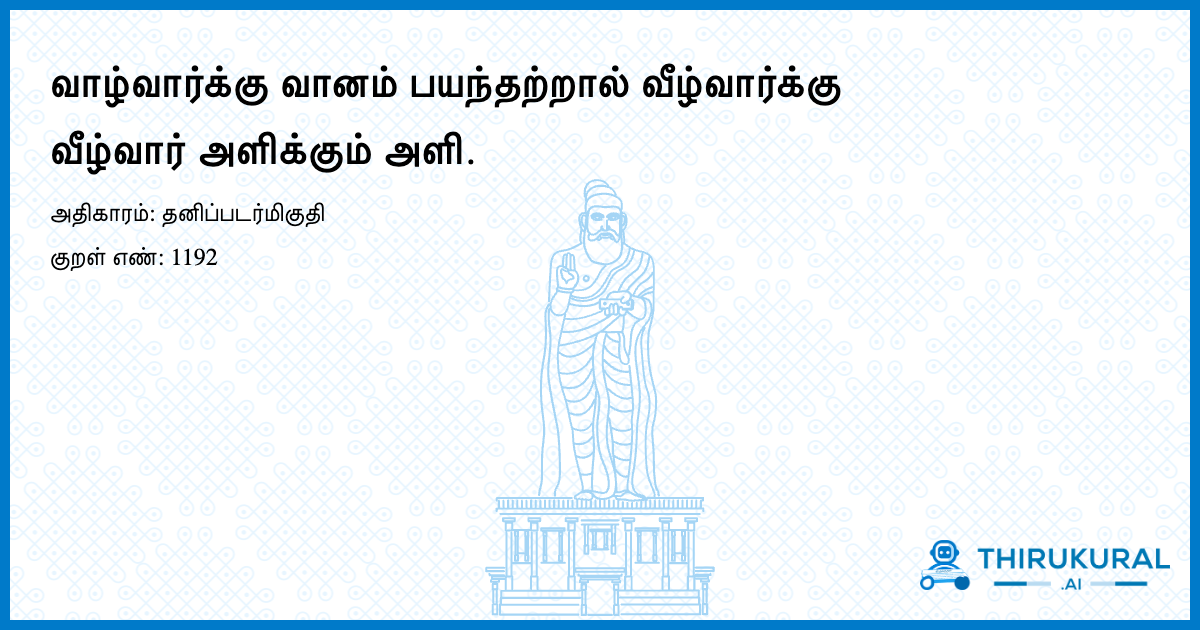 வாழ்வார்க்கு வானம் பயந்தற்றால் வீழ்வார்க்கு
வீழ்வார் அளிக்கும் அளி.
அதிகாரம்: தனிப்படர்மிகுதி
குறள் எண்: 1192
THIRUKURAL
.AI